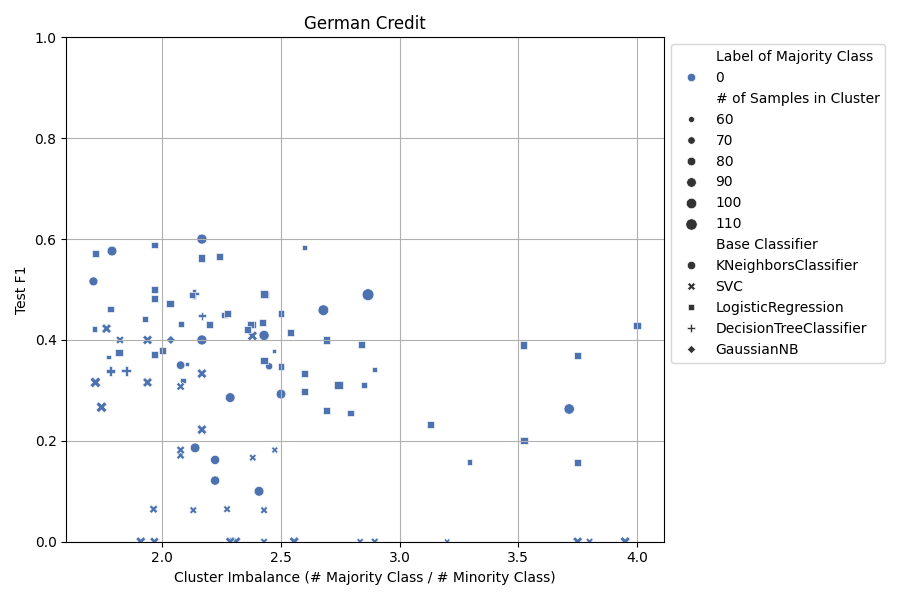 German Credit
1.0
0.8
0.6
0.4
0.2
0.0
Test F1
2.0
2.5
3.0
3.5
4.0
Cluster Imbalance (# Majority Class / # Minority Class)
Label of Majority Class
0
# of Samples in Cluster
60
70
80
90
100
110
Base Classifier
KNeighborsClassifier
SVC
LogisticRegression
DecisionTreeClassifier
GaussianNB